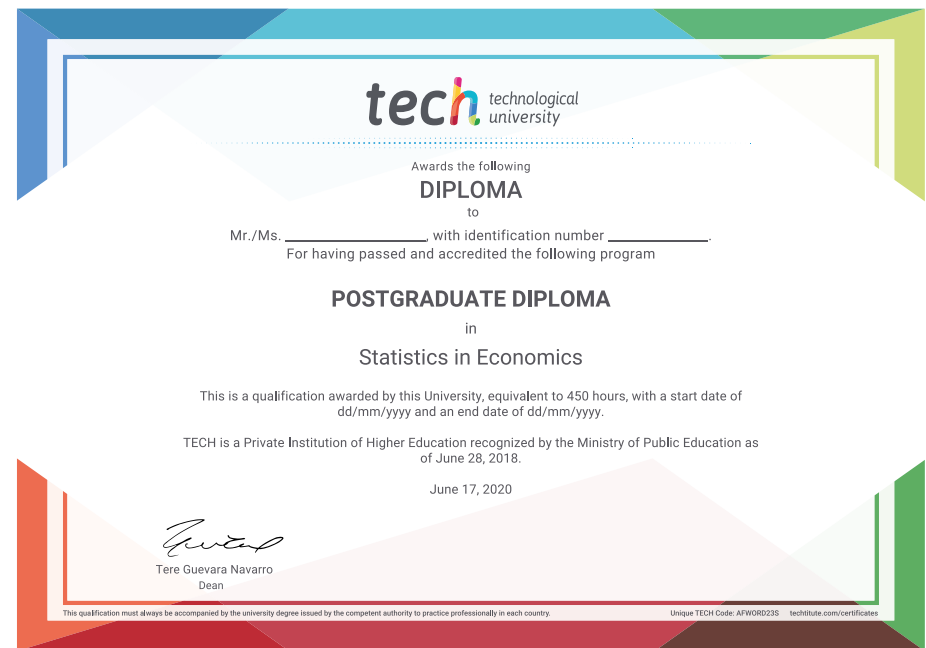 tech technological
university
Awards the following
DIPLOMA
to
Mr./Ms. ____________________, with identification number ______________.
For having passed and accredited the following program
POSTGRADUATE DIPLOMA
in
Statistics in Economics
This is a qualification awarded by this University, equivalent to 450 hours, with a start date of
dd/mm/yyyy and an end date of dd/mm/yyyy.
TECH is a Private Institution of Higher Education recognized by the Ministry of Public Education as
of June 28, 2018.
June 17, 2020
Tere Guevara Navarro
Dean
This qualification must always be accompanied by the university degree issued by the competent authority to practice professionally in each country.
Unique TECH Code: AFWORD23S techtitute.com/certificates